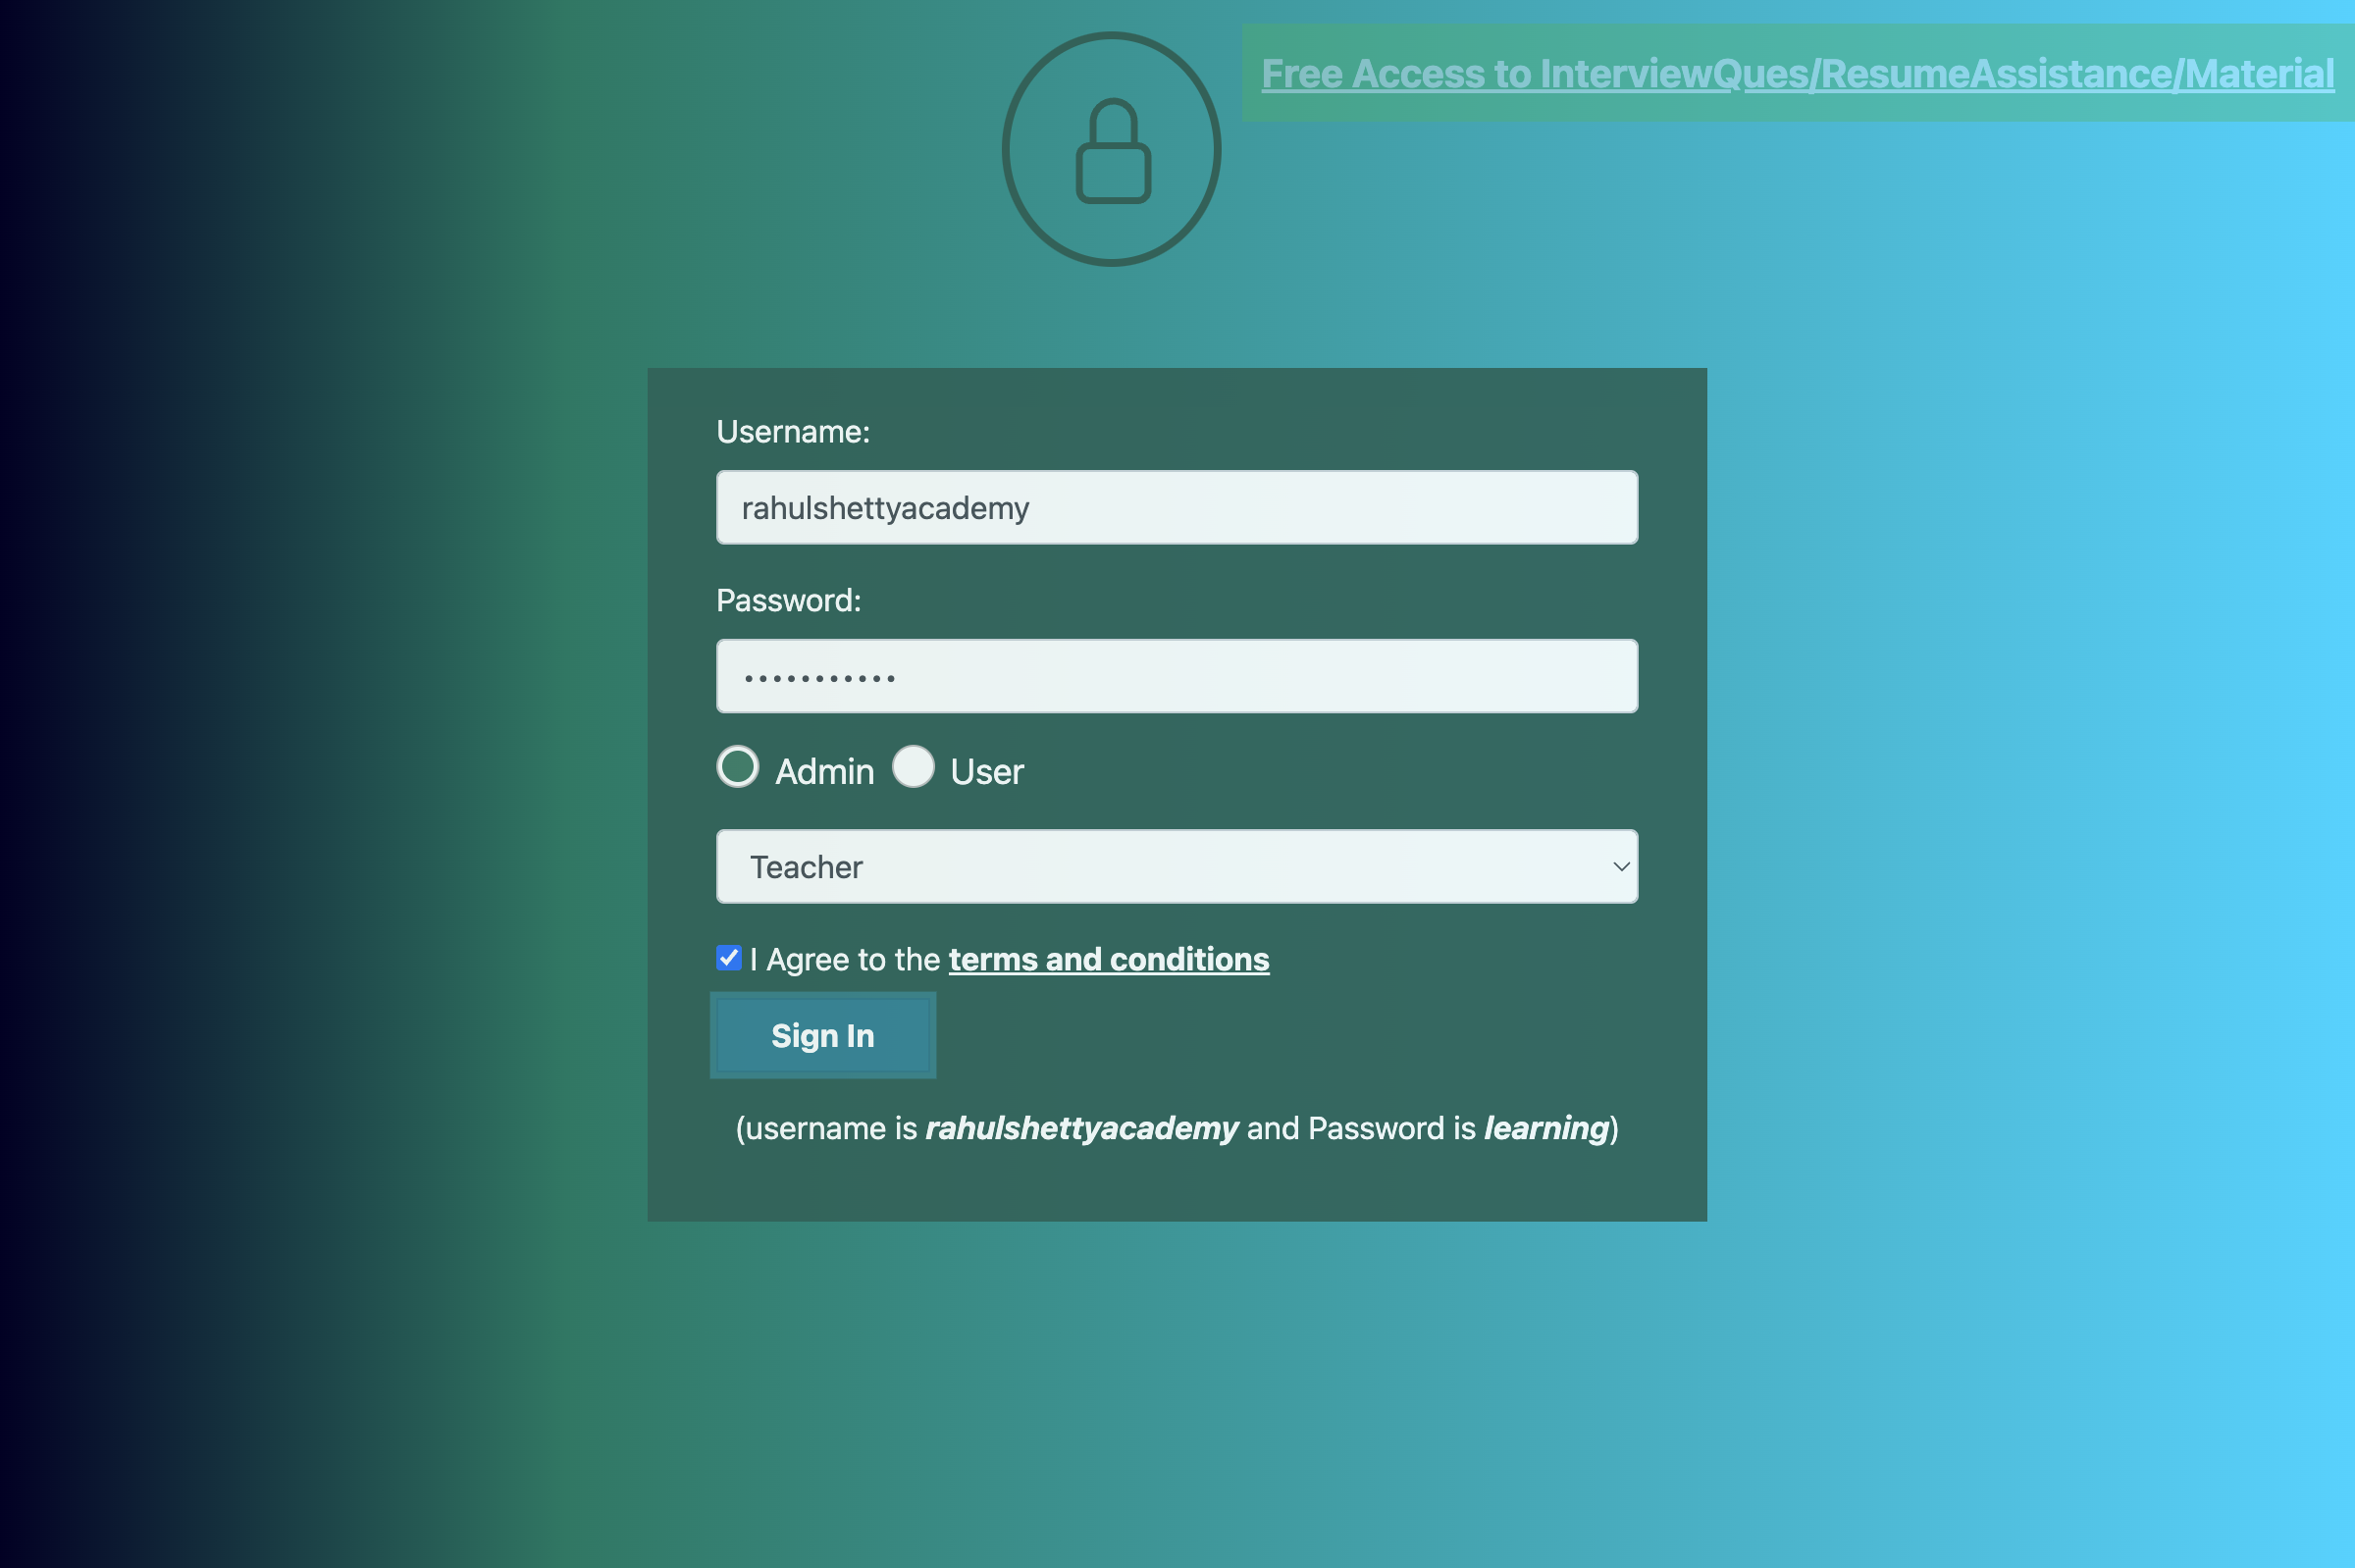 Free Access to InterviewQues/ResumeAssistance/Material
Username:
rahulshettyacademy
Password:
•••••••••••
Admin User
Teacher
I Agree to the terms and conditions
Sign In
(username is rahulshettyacademy and Password is learning)